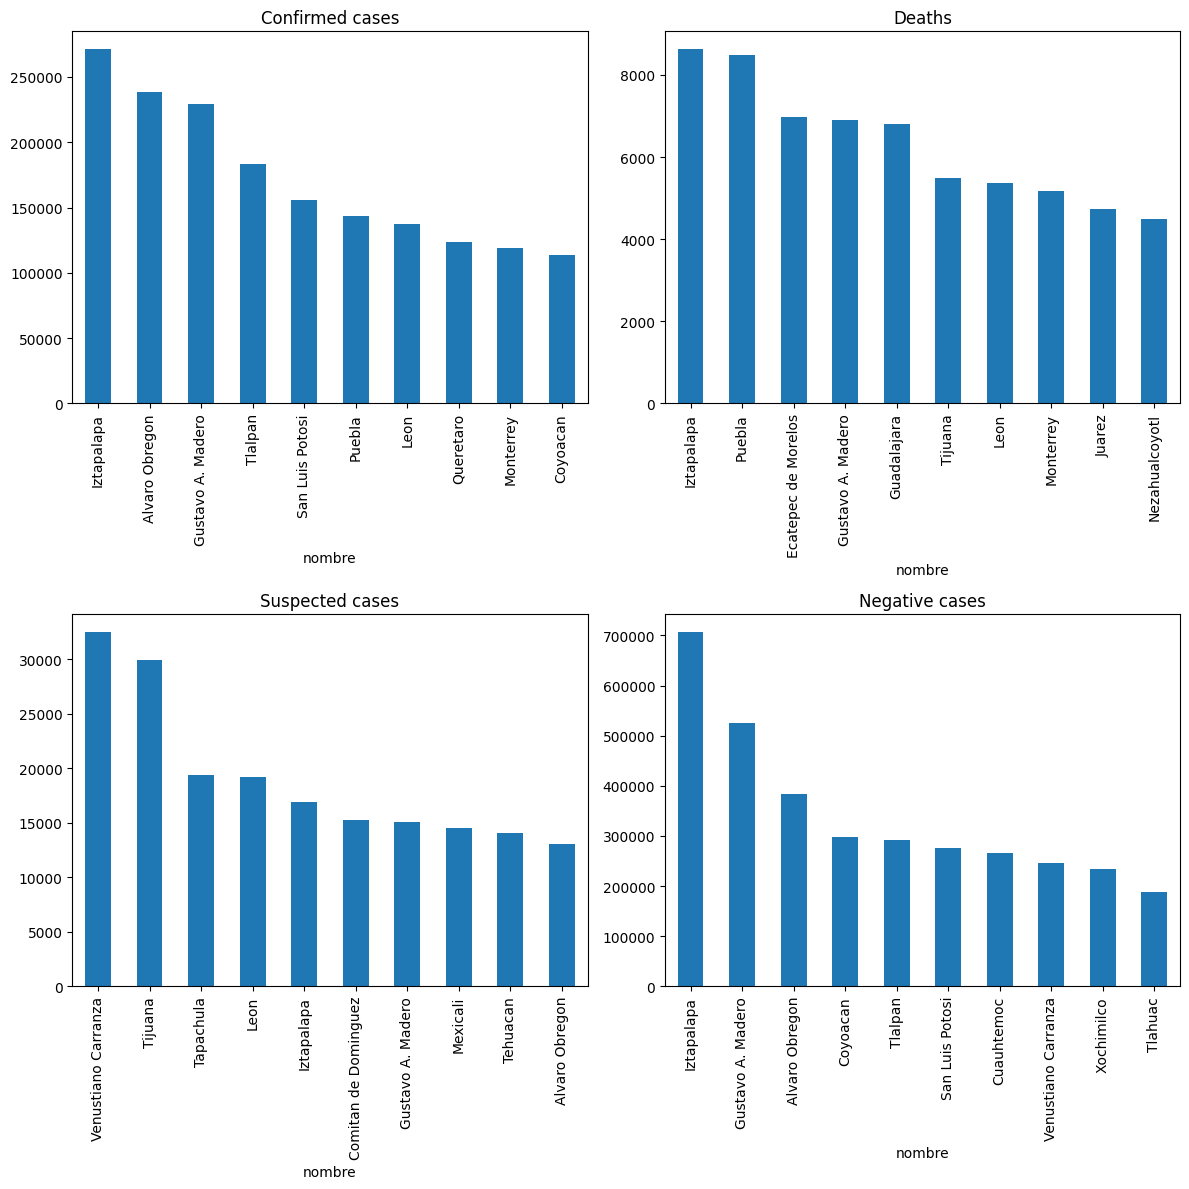 Confirmed cases
250000
200000
150000
100000
50000
0
Iztapalapa
Alvaro Obregon
Gustavo A. Madero
Tlalpan
San Luis Potosi
Puebla
Leon
Queretaro
Monterrey
Coyoacan
nombre
Deaths
8000
6000
4000
2000
0
Iztapalapa
Puebla
Ecatepec de Morelos
Gustavo A. Madero
Guadalajara
Tijuana
Leon
Monterrey
Juarez
Nezahualcoyotl
nombre
Suspected cases
30000
25000
20000
15000
10000
5000
0
Venustiano Carranza
Tijuana
Tapachula
Leon
Iztapalapa
Comitan de Dominguez
Gustavo A. Madero
Mexicali
Tehuacan
Alvaro Obregon
nombre
Negative cases
700000
600000
500000
400000
300000
200000
100000
0
Iztapalapa
Gustavo A. Madero
Alvaro Obregon
Coyoacan
Tlalpan
San Luis Potosi
Cuauhtemoc
Venustiano Carranza
Xochimilco
Tlahuac
nombre